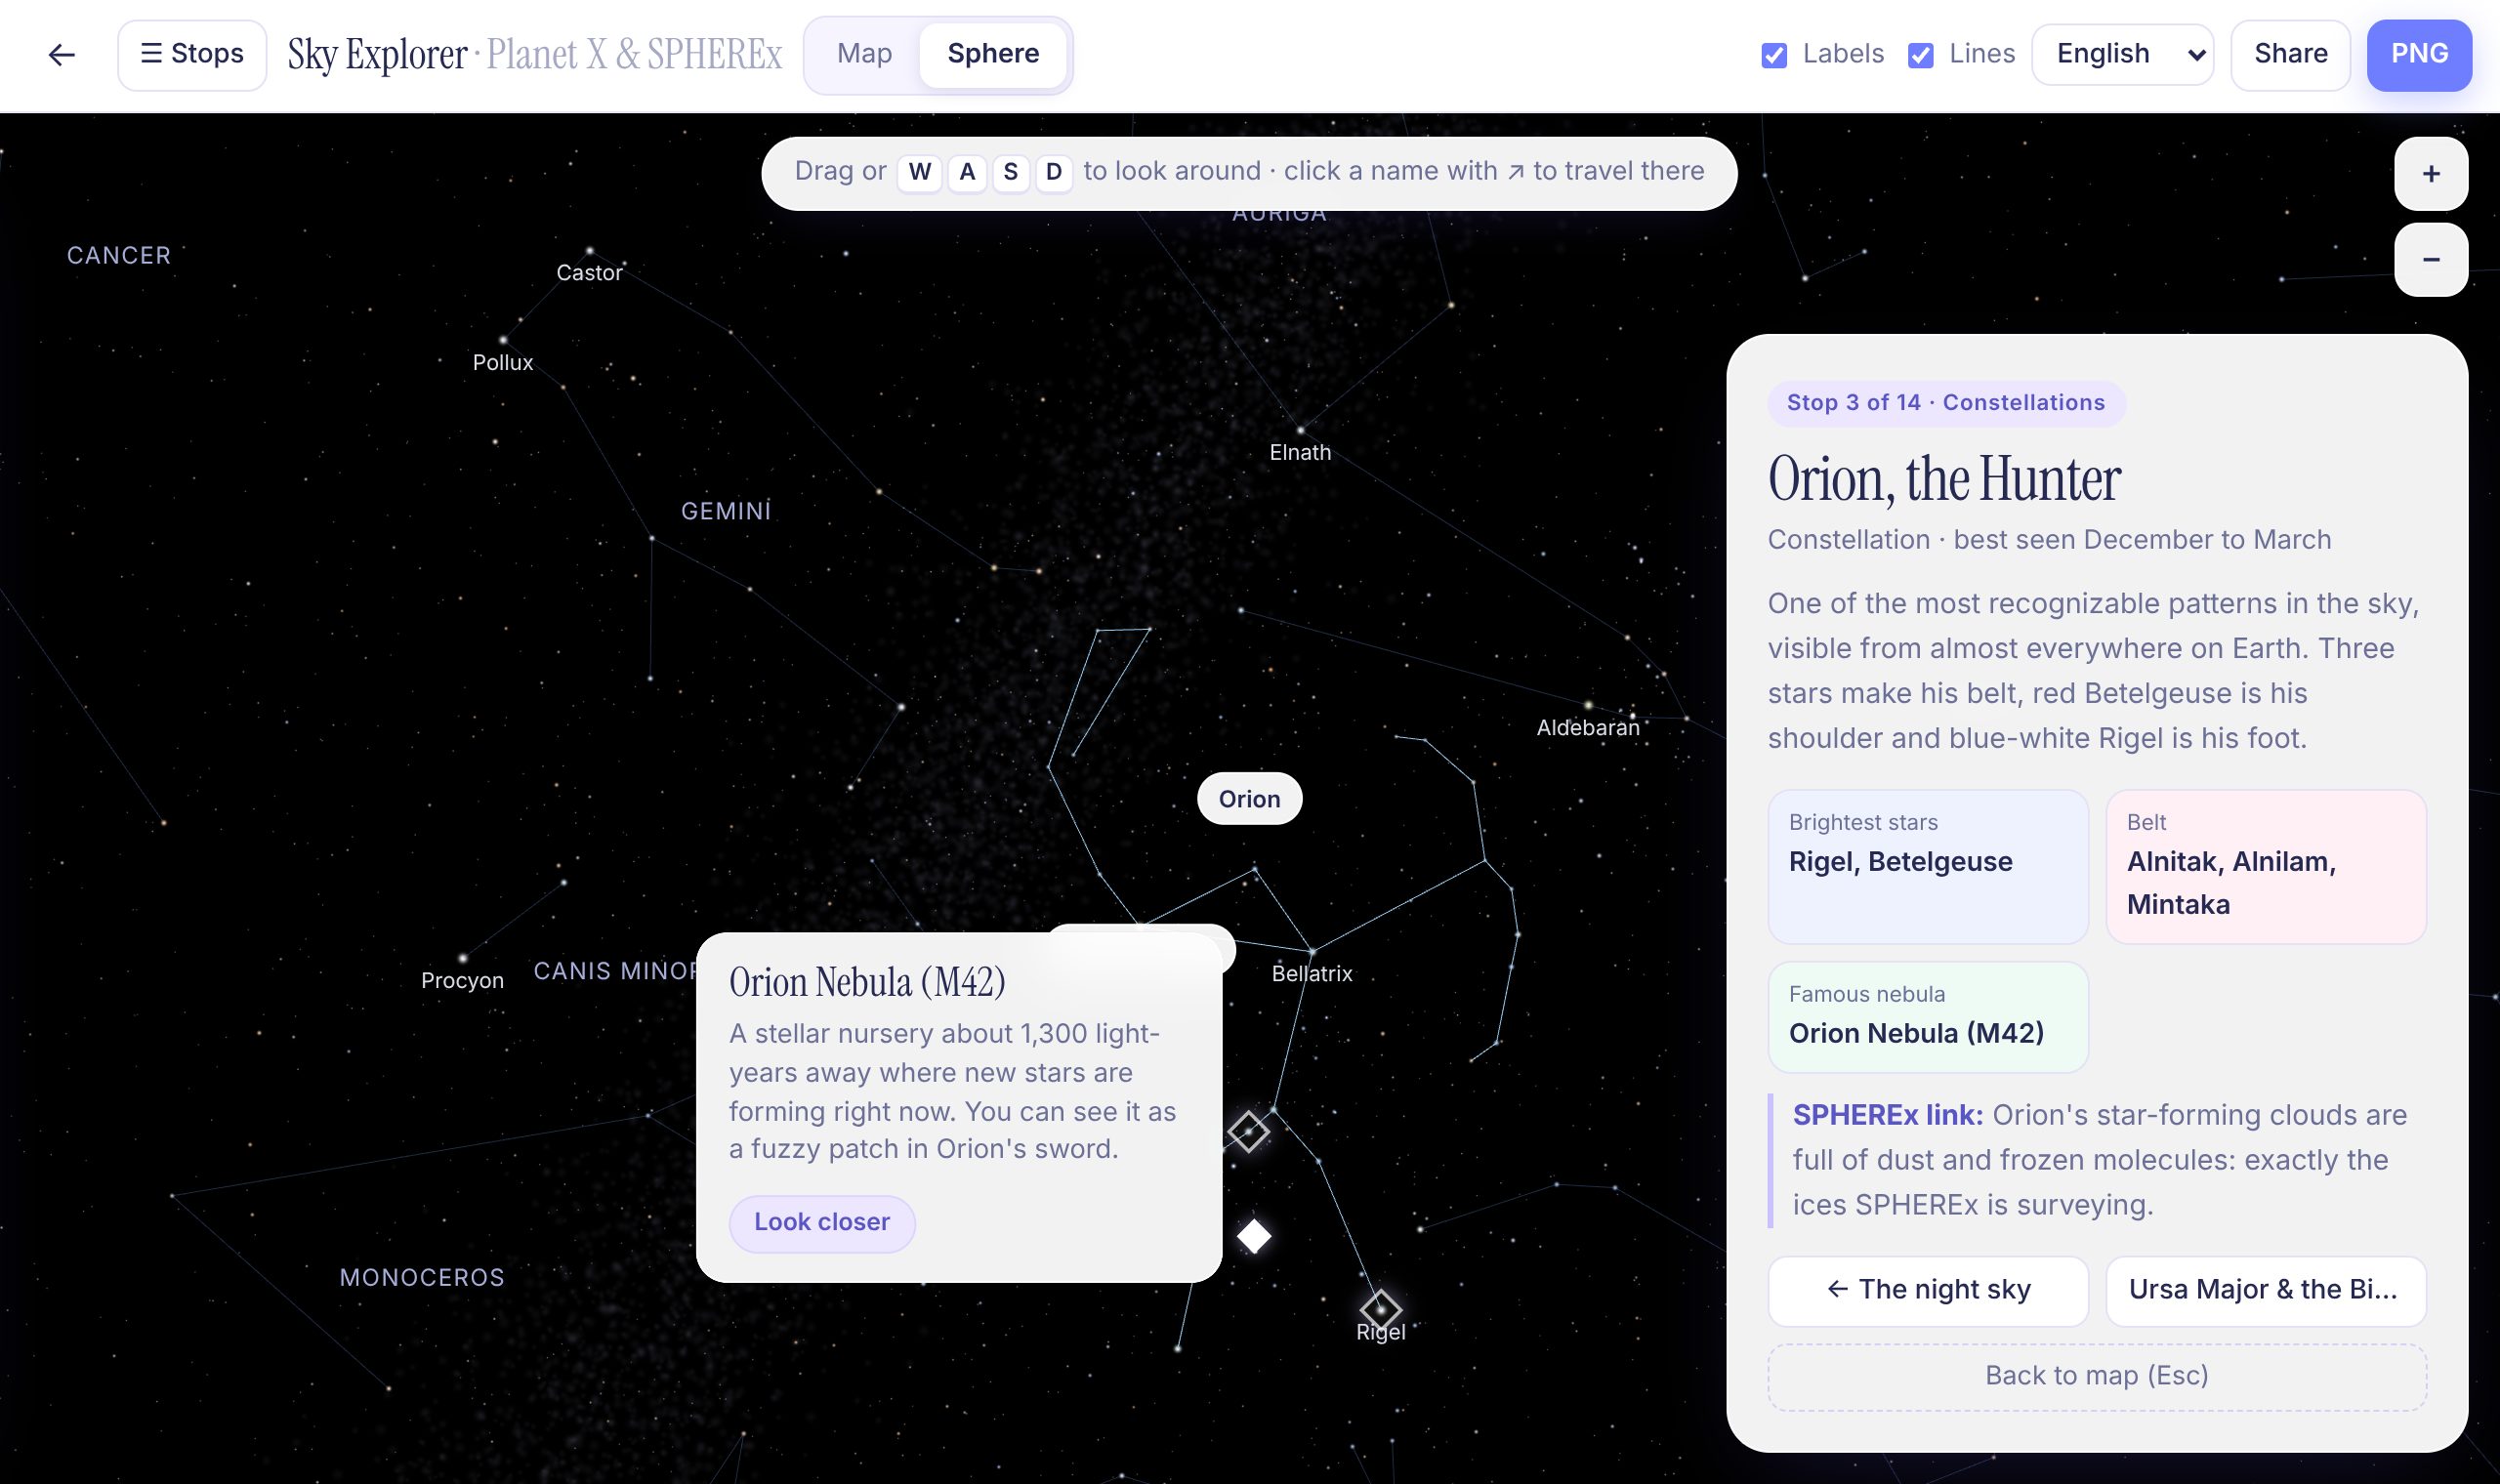 ← ☰ Stops Sky Explorer · Planet X & SPHEREx Map Sphere Labels Lines English Share PNG
Drag or W A S D to look around · click a name with ↗ to travel there
+
−
AURIGA
CANCER
Castor
Pollux
Elnath
GEMINI
Aldebaran
Orion
Procyon
CANIS MINOR
Bellatrix
Orion Nebula (M42)
A stellar nursery about 1,300 light-
years away where new stars are
forming right now. You can see it as
a fuzzy patch in Orion's sword.
Look closer
MONOCEROS
Rigel
Stop 3 of 14 · Constellations
Orion, the Hunter
Constellation · best seen December to March
One of the most recognizable patterns in the sky,
visible from almost everywhere on Earth. Three
stars make his belt, red Betelgeuse is his
shoulder and blue-white Rigel is his foot.
Brightest stars
Rigel, Betelgeuse
Belt
Alnitak, Alnilam,
Mintaka
Famous nebula
Orion Nebula (M42)
SPHEREx link: Orion's star-forming clouds are
full of dust and frozen molecules: exactly the
ices SPHEREx is surveying.
← The night sky
Ursa Major & the Bi...
Back to map (Esc)